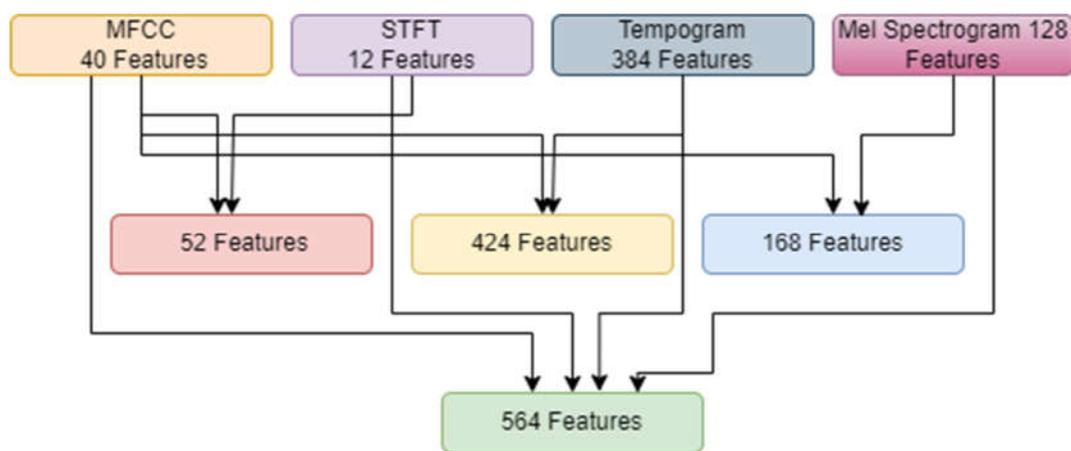 MFCC
40 Features
STFT
12 Features
Tempogram
384 Features
Mel Spectrogram 128
Features
52 Features
424 Features
168 Features
564 Features